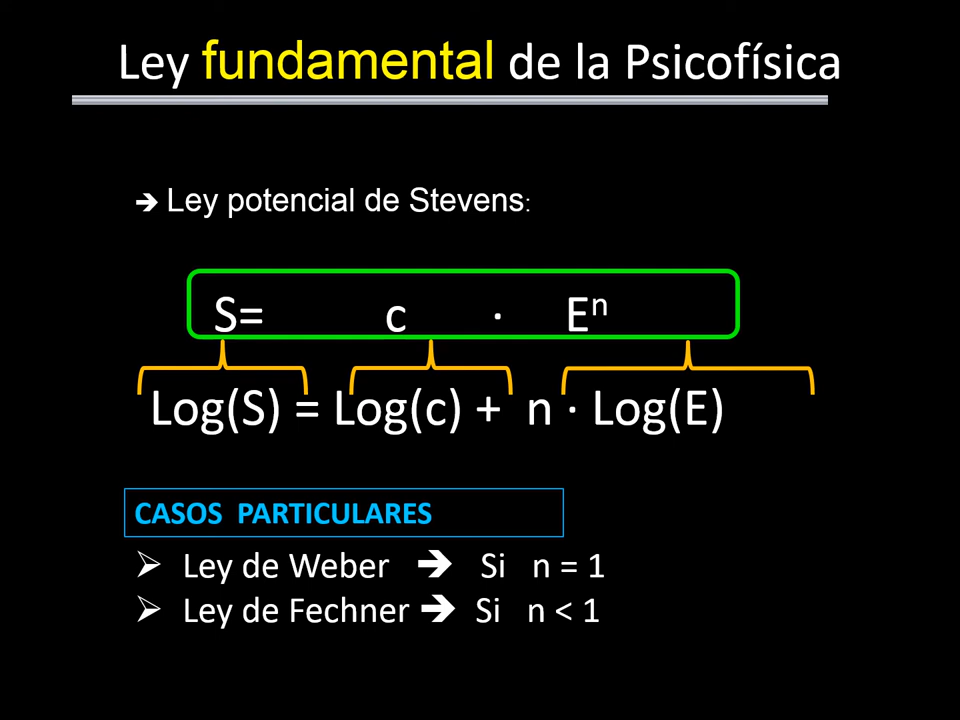 Ley fundamental de la Psicofísica
🡺 Ley potencial de Stevens:
S= c · Eⁿ
Log(S) = Log(c) + n · Log(E)
CASOS PARTICULARES
➢ Ley de Weber 🡺 Si n = 1
➢ Ley de Fechner 🡺 Si n < 1